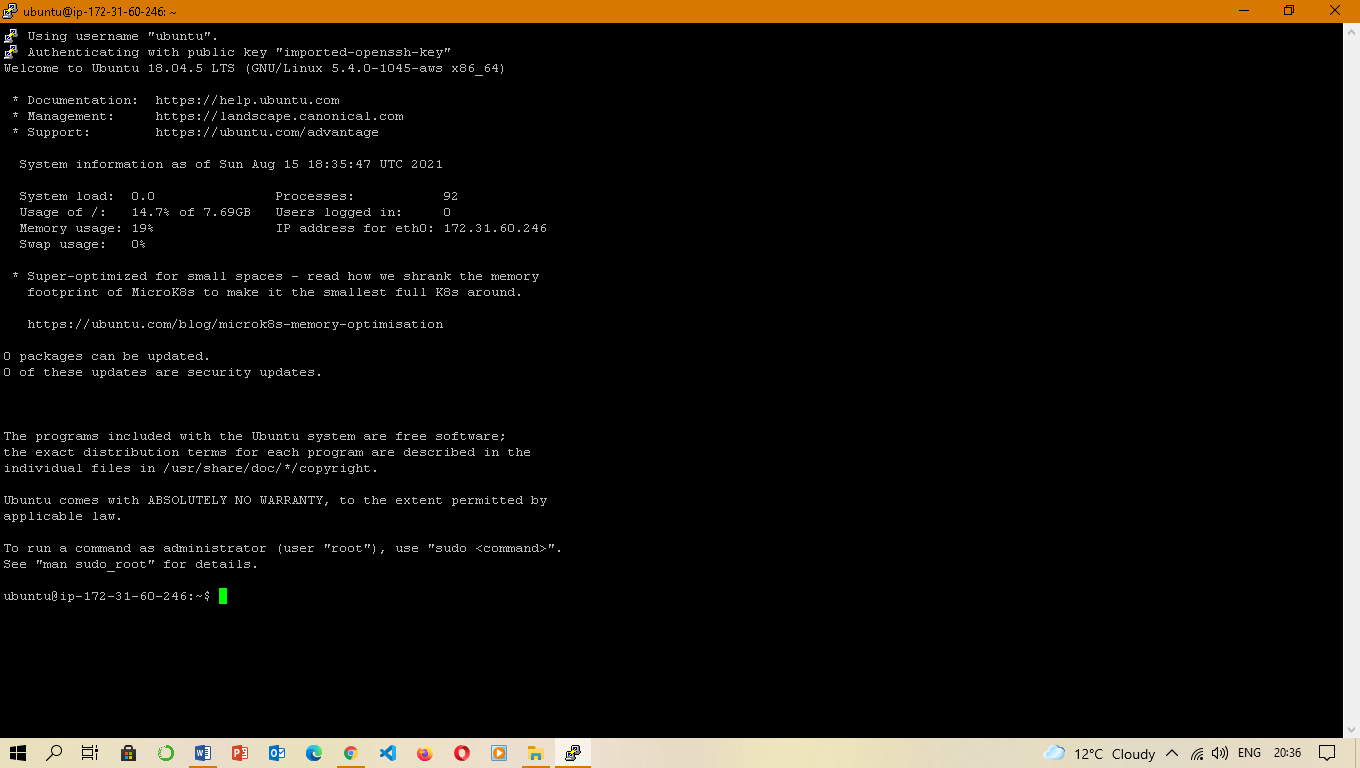 ubuntu@ip-172-31-60-246: ~
Using username "ubuntu".
Authenticating with public key "imported-openssh-key"
Welcome to Ubuntu 18.04.5 LTS (GNU/Linux 5.4.0-1045-aws x86_64)
* Documentation: https://help.ubuntu.com
* Management: https://landscape.canonical.com
* Support: https://ubuntu.com/advantage
System information as of Sun Aug 15 18:35:47 UTC 2021
System load: 0.0 Processes: 92
Usage of /: 14.7% of 7.69GB Users logged in: 0
Memory usage: 19% IP address for eth0: 172.31.60.246
Swap usage: 0%
* Super-optimized for small spaces - read how we shrank the memory
footprint of MicroK8s to make it the smallest full K8s around.
https://ubuntu.com/blog/microk8s-memory-optimisation
0 packages can be updated.
0 of these updates are security updates.
The programs included with the Ubuntu system are free software;
the exact distribution terms for each program are described in the
individual files in /usr/share/doc/*/copyright.
Ubuntu comes with ABSOLUTELY NO WARRANTY, to the extent permitted by
applicable law.
To run a command as administrator (user "root"), use "sudo <command>".
See "man sudo_root" for details.
ubuntu@ip-172-31-60-246:~$
12°C Cloudy ENG 20:36